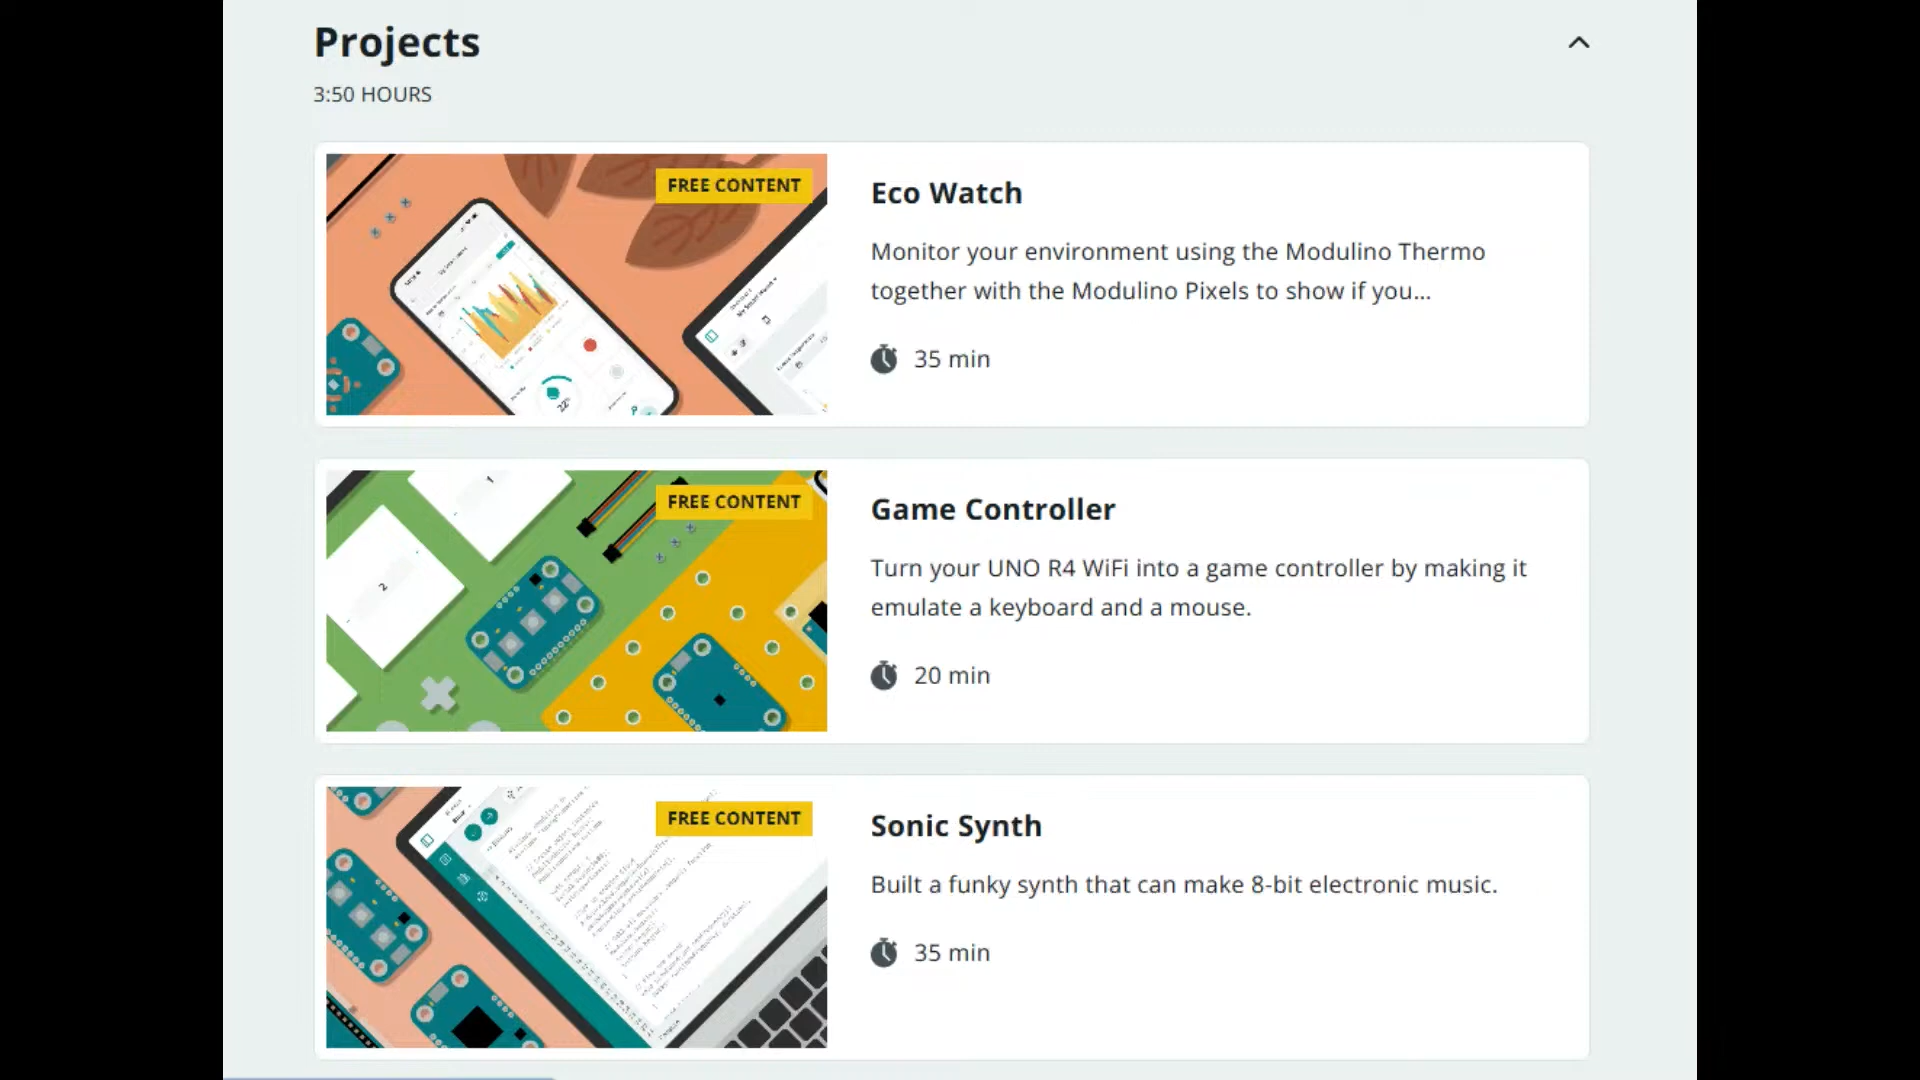 Projects
3:50 HOURS
FREE CONTENT
Eco Watch
Monitor your environment using the Modulino Thermo
together with the Modulino Pixels to show if you...
35 min
22°
FREE CONTENT
1
2
Game Controller
Turn your UNO R4 WiFi into a game controller by making it
emulate a keyboard and a mouse.
20 min
FREE CONTENT
Sonic Synth
Built a funky synth that can make 8-bit electronic music.
35 min